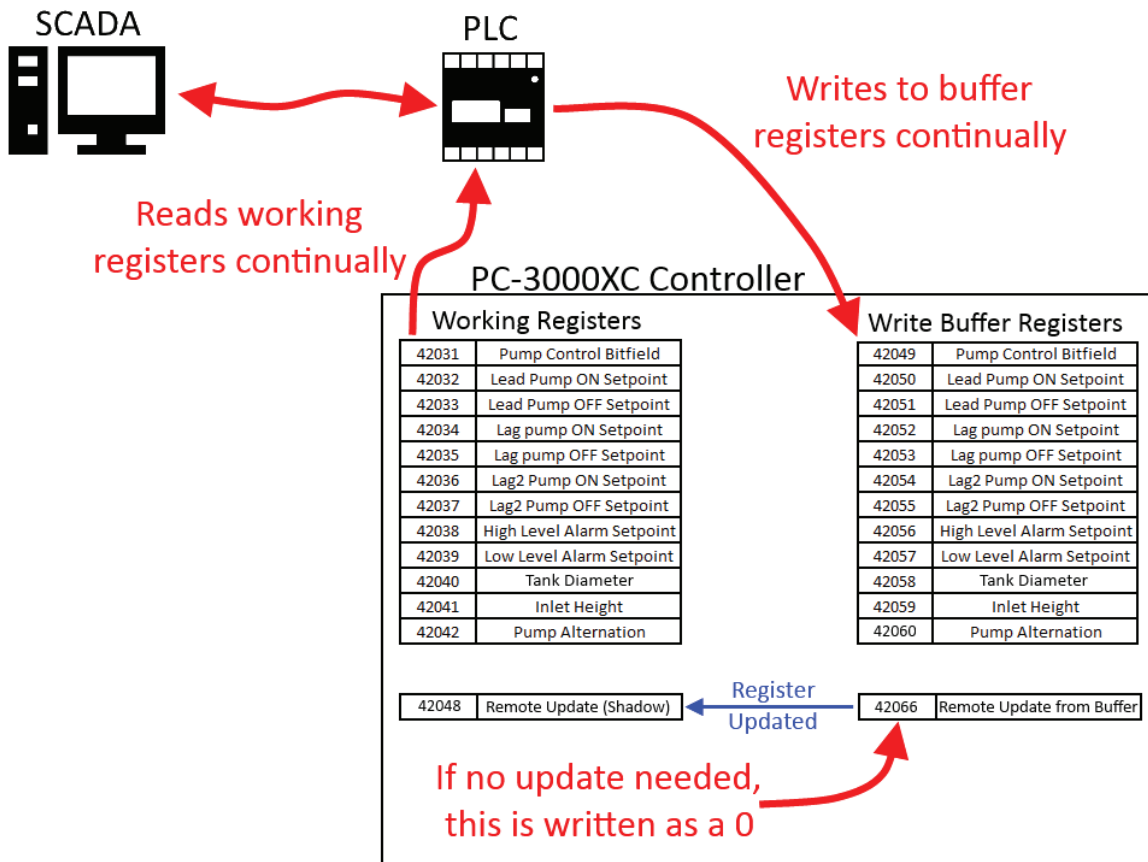 SCADA
PLC
Writes to buffer
registers continually
Reads working
registers continually
PC-3000XC Controller
Working Registers
42031 Pump Control Bitfield
42032 Lead Pump ON Setpoint
42033 Lead Pump OFF Setpoint
42034 Lag pump ON Setpoint
42035 Lag pump OFF Setpoint
42036 Lag2 Pump ON Setpoint
42037 Lag2 Pump OFF Setpoint
42038 High Level Alarm Setpoint
42039 Low Level Alarm Setpoint
42040 Tank Diameter
42041 Inlet Height
42042 Pump Alternation
Write Buffer Registers
42049 Pump Control Bitfield
42050 Lead Pump ON Setpoint
42051 Lead Pump OFF Setpoint
42052 Lag pump ON Setpoint
42053 Lag pump OFF Setpoint
42054 Lag2 Pump ON Setpoint
42055 Lag2 Pump OFF Setpoint
42056 High Level Alarm Setpoint
42057 Low Level Alarm Setpoint
42058 Tank Diameter
42059 Inlet Height
42060 Pump Alternation
42048 Remote Update (Shadow)
Register
Updated
42066 Remote Update from Buffer
If no update needed,
this is written as a 0